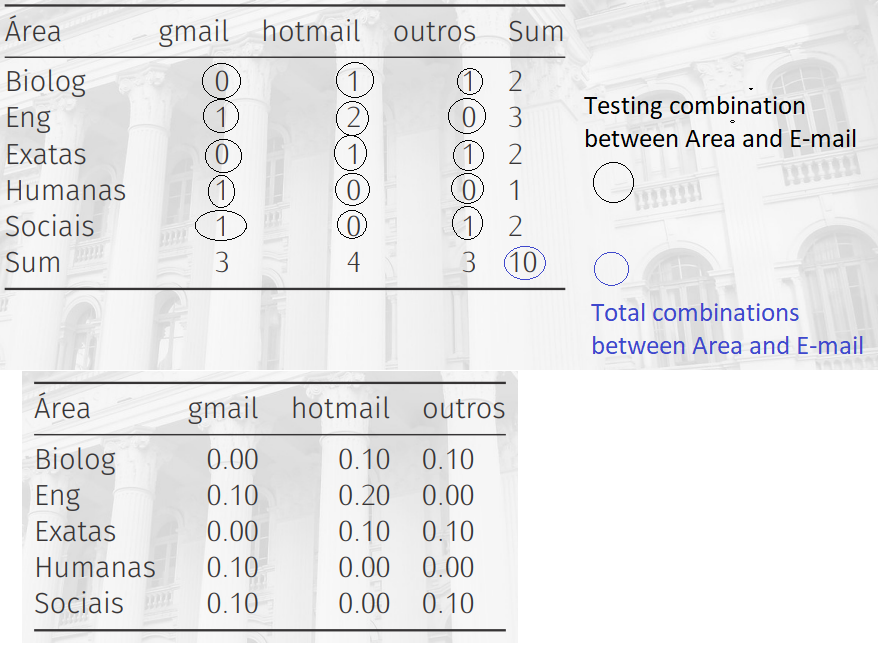 Área gmail hotmail outros Sum
Biolog 0 1 1 2
Eng 1 2 0 3
Exatas 0 1 1 2
Humanas 1 0 0 1
Sociais 1 0 1 2
Sum 3 4 3 10
Testing combination
between Area and E-mail
Total combinations
between Area and E-mail
Área gmail hotmail outros
Biolog 0.00 0.10 0.10
Eng 0.10 0.20 0.00
Exatas 0.00 0.10 0.10
Humanas 0.10 0.00 0.00
Sociais 0.10 0.00 0.10